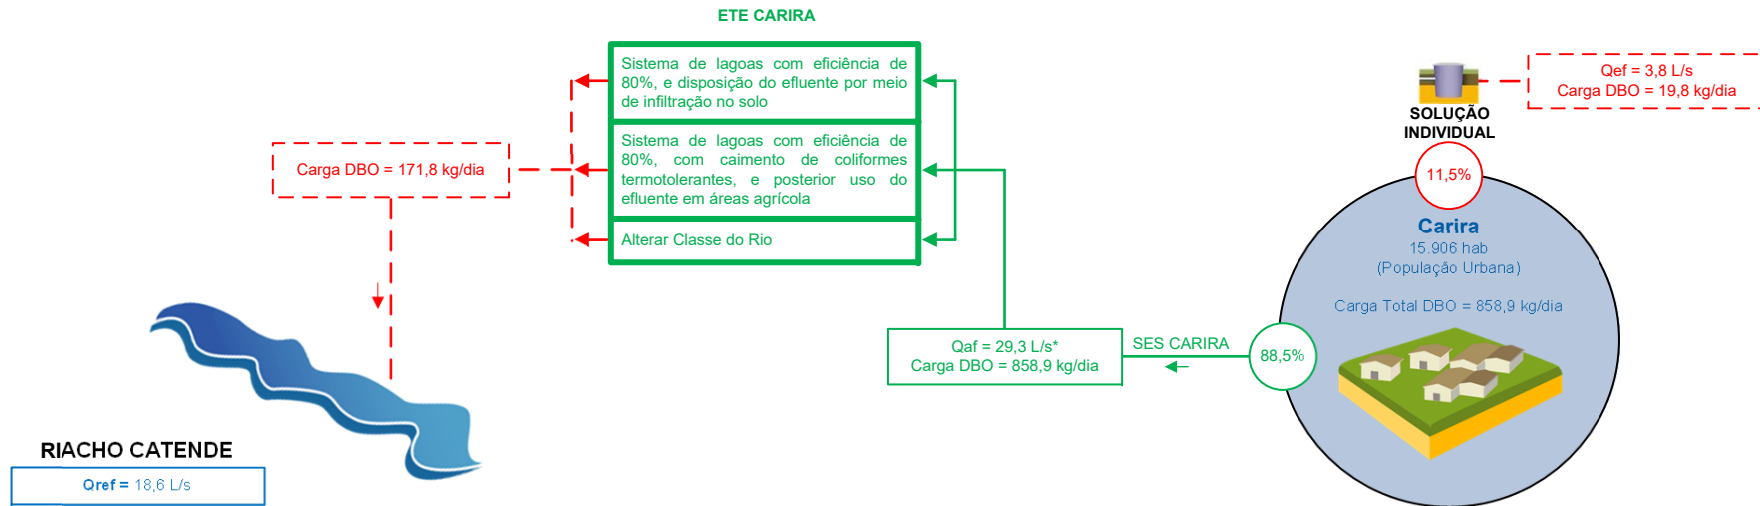 ETE CARIRA
Sistema de lagoas com eficiência de
80%, e disposição do efluente por meio
de infiltração no solo
Sistema de lagoas com eficiência de
80%, com caimento de coliformes
termotolerantes, e posterior uso do
efluente em áreas agrícola
Alterar Classe do Rio
Carga DBO = 171,8 kg/dia
RIACHO CATENDE
Qref = 18,6 L/s
Qaf = 29,3 L/s*
Carga DBO = 858,9 kg/dia
SES CARIRA
88,5%
Qef = 3,8 L/s
Carga DBO = 19,8 kg/dia
SOLUÇÃO
INDIVIDUAL
11,5%
Carira
15.906 hab
(População Urbana)
Carga Total DBO = 858,9 kg/dia